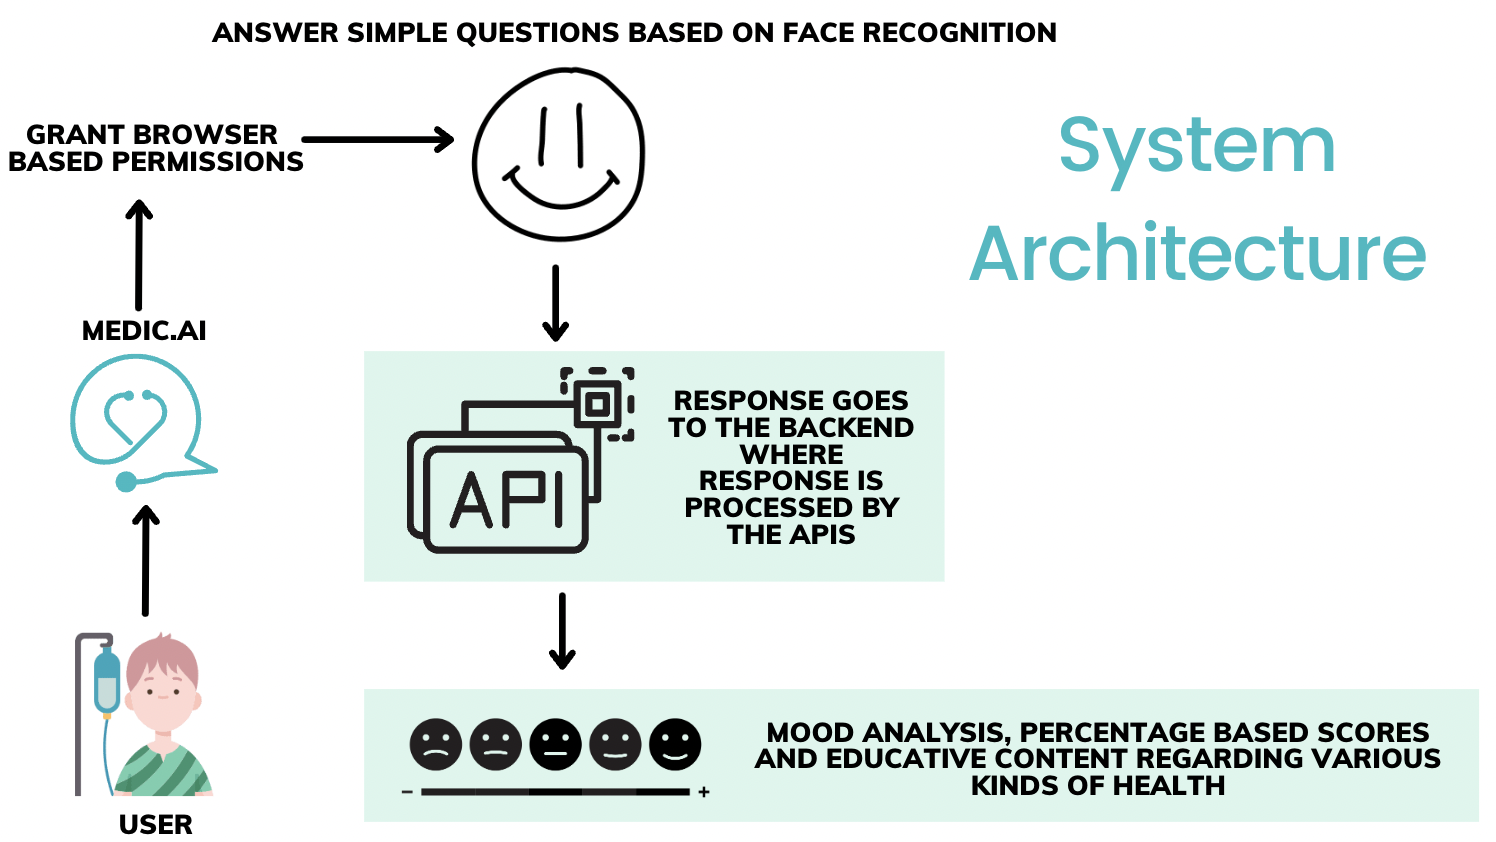 ANSWER SIMPLE QUESTIONS BASED ON FACE RECOGNITION
GRANT BROWSER
BASED PERMISSIONS
System
Architecture
MEDIC.AI
API
RESPONSE GOES
TO THE BACKEND
WHERE
RESPONSE IS
PROCESSED BY
THE APIS
- +
MOOD ANALYSIS, PERCENTAGE BASED SCORES
AND EDUCATIVE CONTENT REGARDING VARIOUS
KINDS OF HEALTH
USER